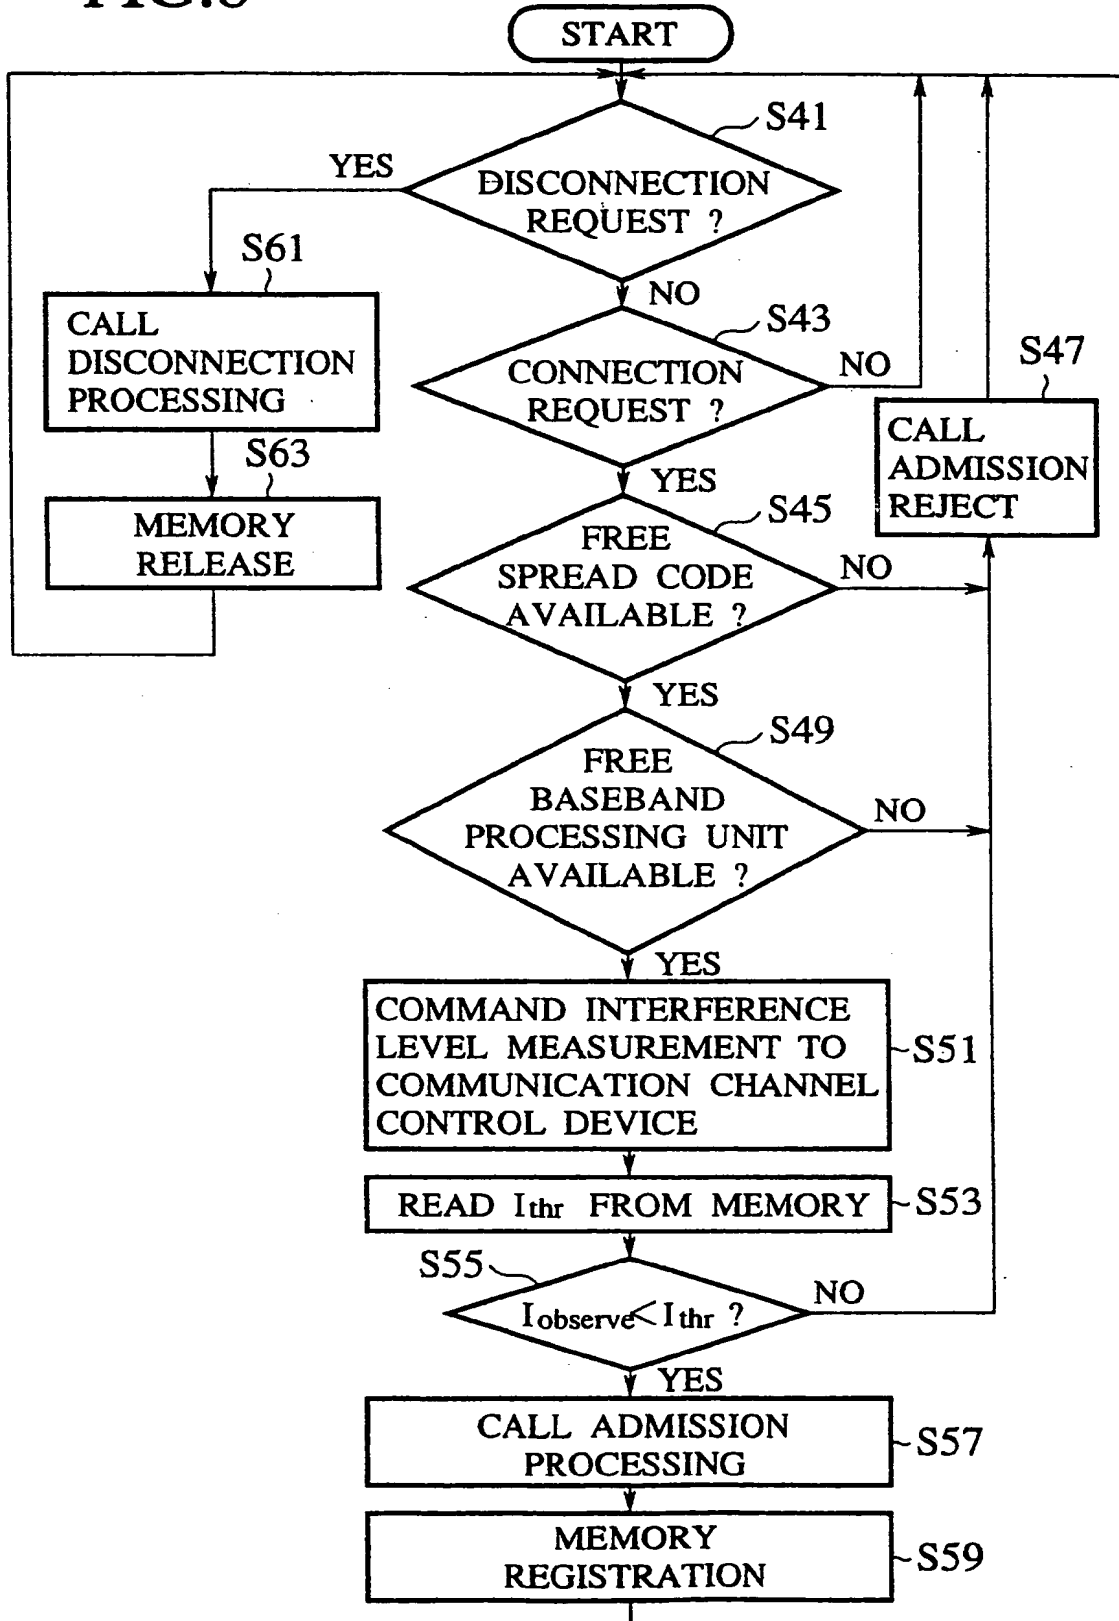 START
S41
YES
DISCONNECTION
REQUEST ?
S61
NO
CALL
DISCONNECTION
PROCESSING
S43
CONNECTION
REQUEST ?
NO
S47
CALL
ADMISSION
REJECT
S63
YES
MEMORY
RELEASE
S45
FREE
SPREAD CODE
AVAILABLE ?
NO
YES
S49
FREE
BASEBAND
PROCESSING UNIT
AVAILABLE ?
NO
YES
COMMAND INTERFERENCE
LEVEL MEASUREMENT TO
COMMUNICATION CHANNEL
CONTROL DEVICE
S51
READ Ithr FROM MEMORY
S53
S55
Iobserve<Ithr ?
NO
YES
CALL ADMISSION
PROCESSING
S57
MEMORY
REGISTRATION
S59